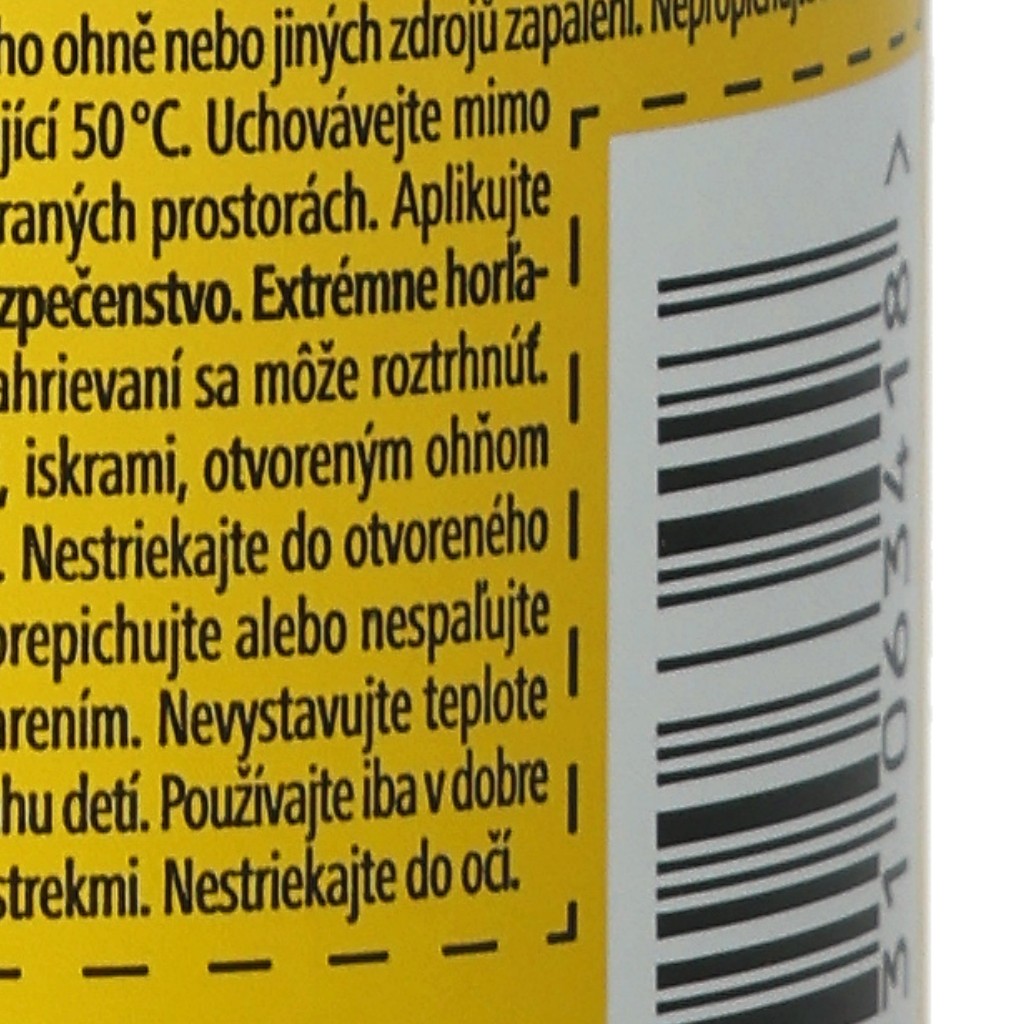 ho ohně nebo jiných zdrojů zapálení. Nepropichujte
jící 50 °C. Uchovávejte mimo
raných prostorách. Aplikujte
zpečenstvo. Extrémne horľa-
ahrievaní sa môže roztrhnúť.
, iskrami, otvoreným ohňom
. Nestriekajte do otvoreného
prepichujte alebo nespaľujte
arením. Nevystavujte teplote
hu detí. Používajte iba v dobre
strekmi. Nestriekajte do očí.
31063418 >